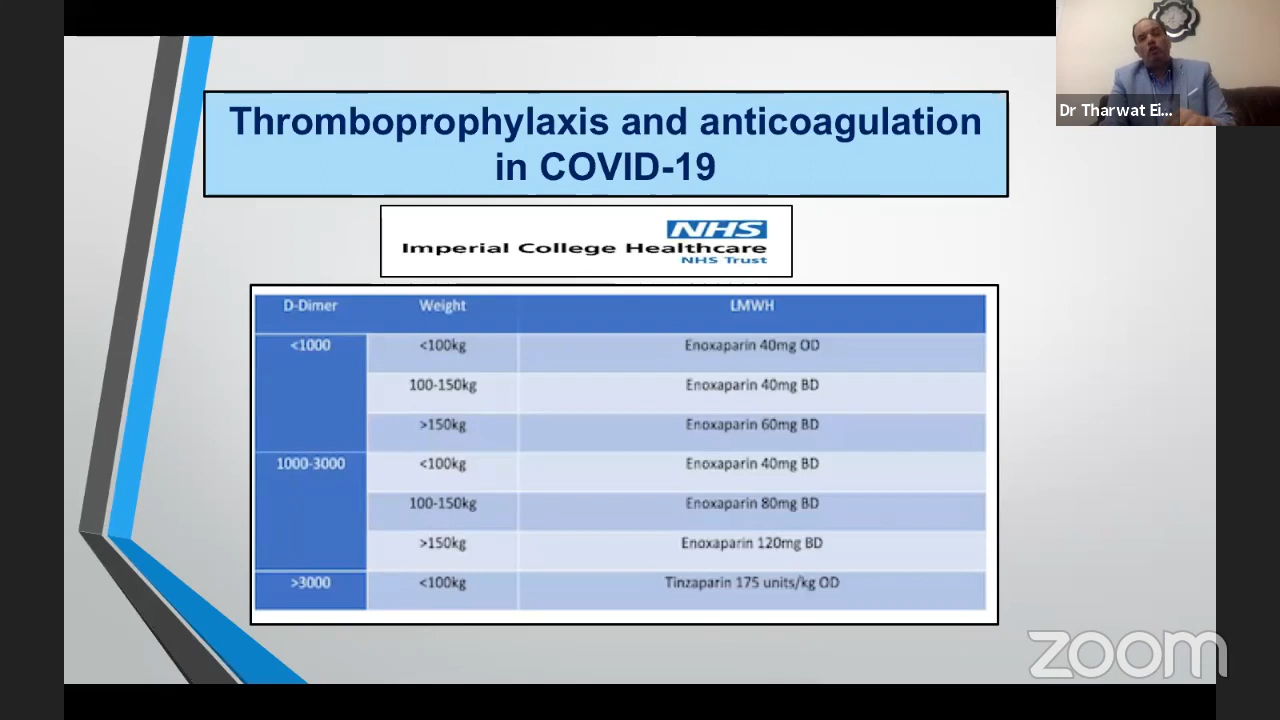 Thromboprophylaxis and anticoagulation
in COVID-19
Dr Tharwat Ei...
NHS
Imperial College Healthcare
NHS Trust
D-Dimer Weight LMWH
<1000 <100kg Enoxaparin 40mg OD
100-150kg Enoxaparin 40mg BD
>150kg Enoxaparin 60mg BD
1000-3000 <100kg Enoxaparin 40mg BD
100-150kg Enoxaparin 80mg BD
>150kg Enoxaparin 120mg BD
>3000 <100kg Tinzaparin 175 units/kg OD
zoom